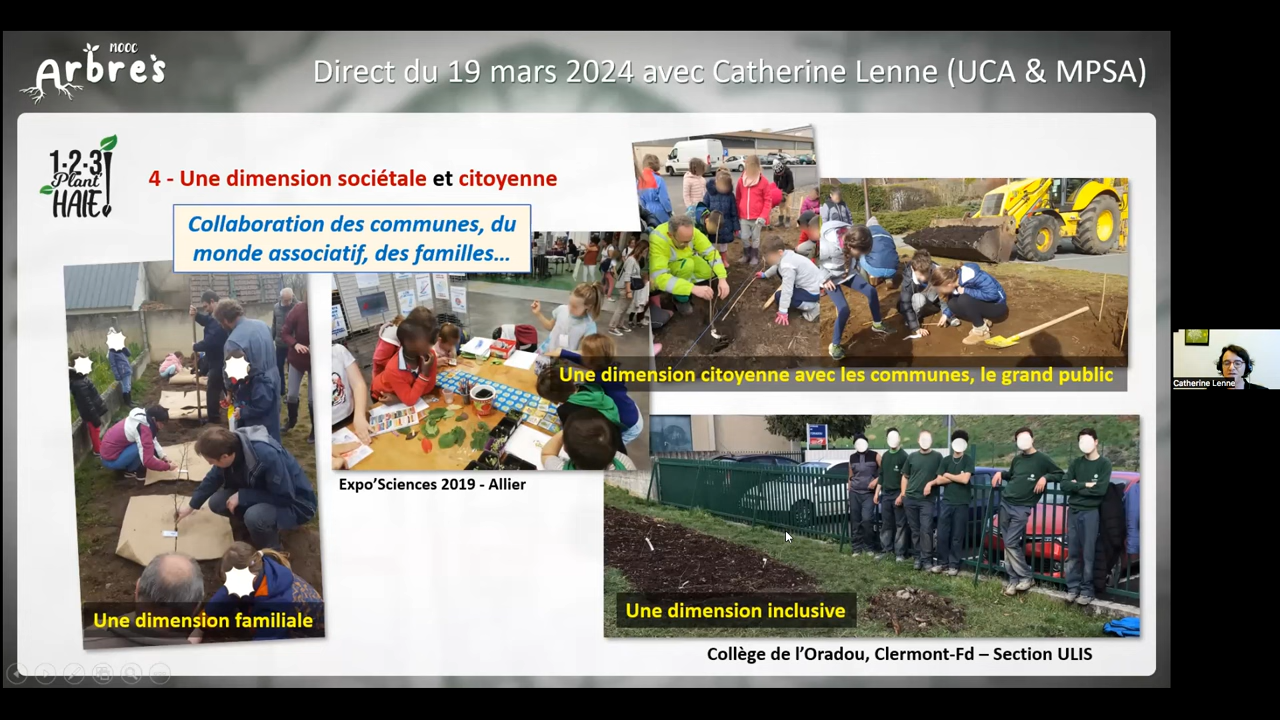 MOOC
Arbres
Direct du 19 mars 2024 avec Catherine Lenne (UCA & MPSA)
1-2-3
Plant
HAIE!
4 - Une dimension sociétale et citoyenne
Collaboration des communes, du
monde associatif, des familles...
Une dimension citoyenne avec les communes, le grand public
Catherine Lenne
Expo'Sciences 2019 - Allier
Une dimension familiale
Une dimension inclusive
Collège de l'Oradou, Clermont-Fd – Section ULIS